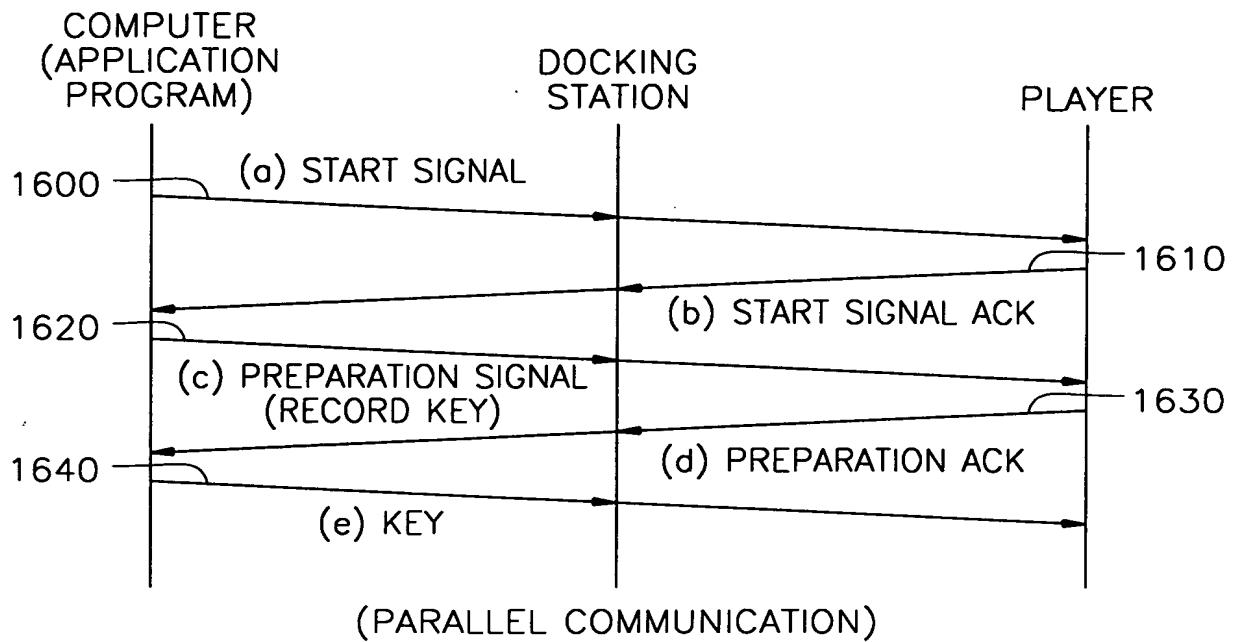 COMPUTER
(APPLICATION
PROGRAM)
DOCKING
STATION
PLAYER
1600
(a) START SIGNAL
1610
(b) START SIGNAL ACK
1620
(c) PREPARATION SIGNAL
(RECORD KEY)
1630
(d) PREPARATION ACK
1640
(e) KEY
(PARALLEL COMMUNICATION)